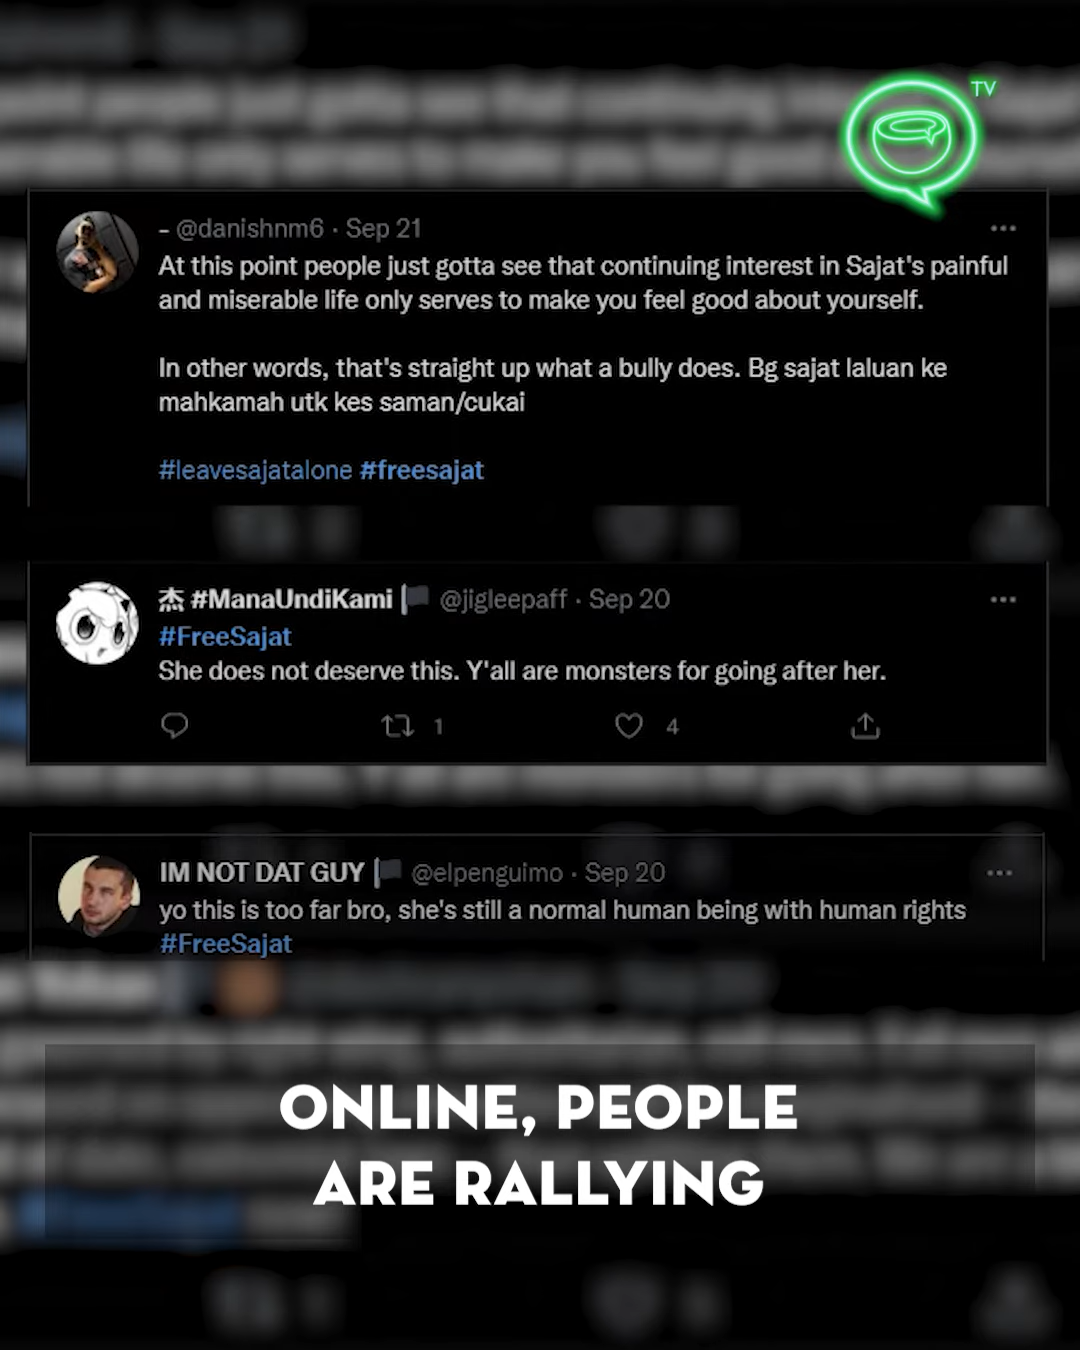 TV
- @danishnm6 · Sep 21
At this point people just gotta see that continuing interest in Sajat's painful
and miserable life only serves to make you feel good about yourself.
In other words, that's straight up what a bully does. Bg sajat laluan ke
mahkamah utk kes saman/cukai
#leavesajatalone #freesajat
杰 #ManaUndiKami @jigleepaff · Sep 20
#FreeSajat
She does not deserve this. Y'all are monsters for going after her.
1 4
IM NOT DAT GUY @elpenguimo · Sep 20
yo this is too far bro, she's still a normal human being with human rights
#FreeSajat
ONLINE, PEOPLE
ARE RALLYING